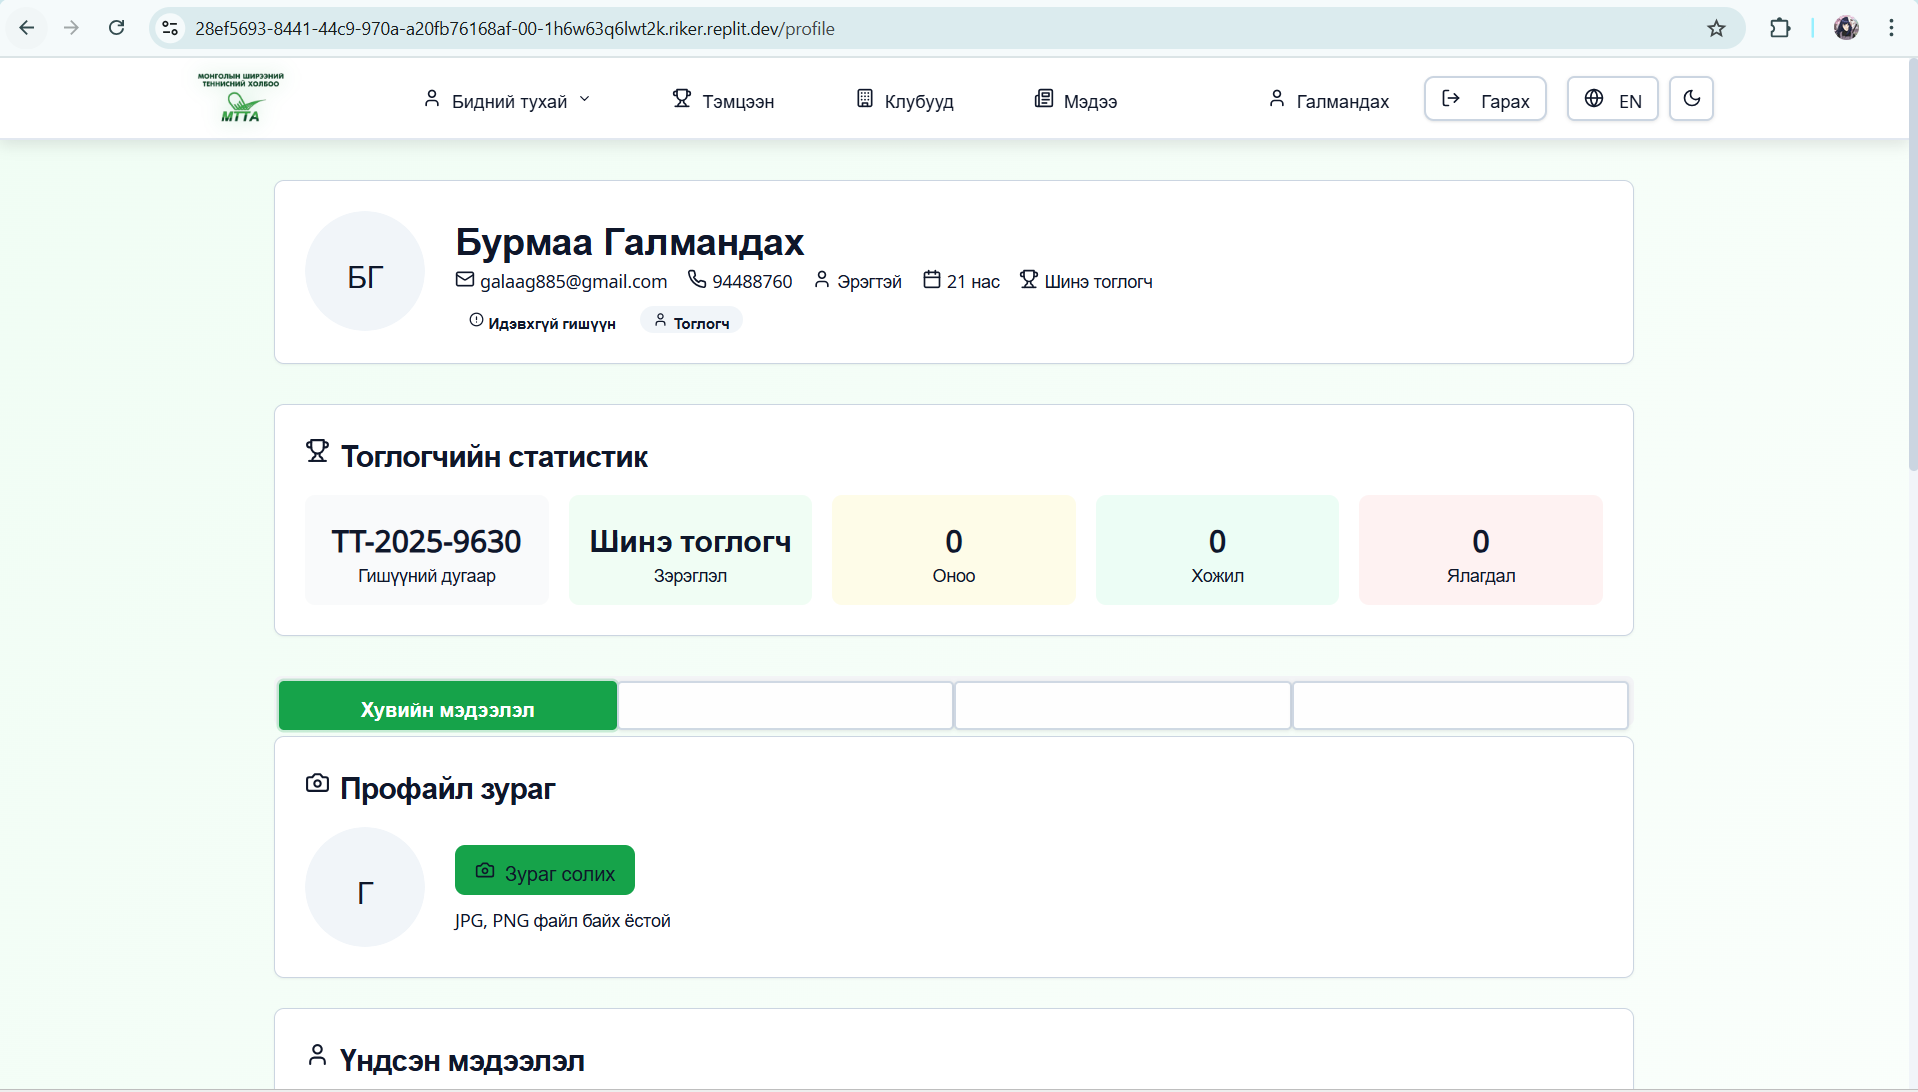 28ef5693-8441-44c9-970a-a20fb76168af-00-1h6w63q6lwt2k.riker.replit.dev/profile
МОНГОЛЫН ШИРЭЭНИЙ
ТЕННИСНИЙ ХОЛБОО
МТТА
Бидний тухай
Тэмцээн
Клубууд
Мэдээ
Галмандах
Гарах
EN
БГ
Бурмаа Галмандах
galaag885@gmail.com 94488760 Эрэгтэй 21 нас Шинэ тоглогч
Идэвхгүй гишүүн Тоглогч
Тоглогчийн статистик
TT-2025-9630
Гишүүний дугаар
Шинэ тоглогч
Зэрэглэл
0
Оноо
0
Хожил
0
Ялагдал
Хувийн мэдээлэл
Профайл зураг
Г
Зураг солих
JPG, PNG файл байх ёстой
Үндсэн мэдээлэл